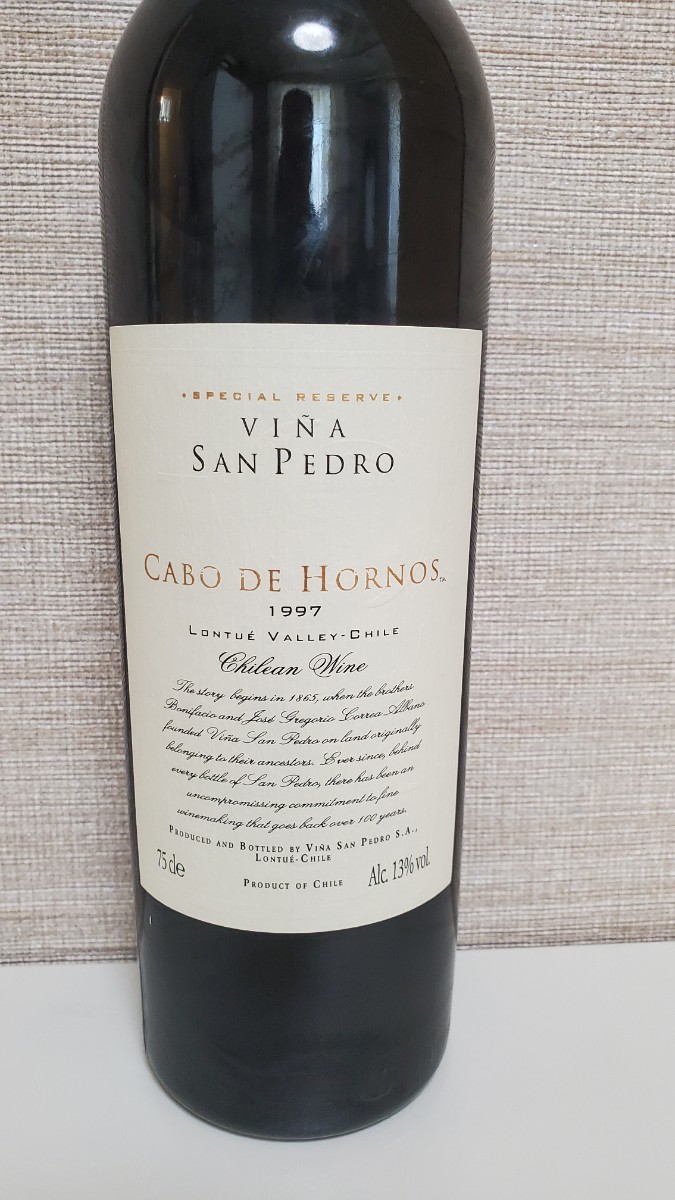 •SPECIAL RESERVE•
VIÑA
SAN PEDRO
CABO DE HORNOS™
1997
LONTUÉ VALLEY-CHILE
Chilean Wine
The story begins in 1865, when the brothers
Bonifacio and José Gregorio Correa Albano
founded Viña San Pedro on land originally
belonging to their ancestors. Ever since, behind
every bottle of San Pedro, there has been an
uncompromissing commitment to fine
winemaking that goes back over 100 years.
PRODUCED AND BOTTLED BY VIÑA SAN PEDRO S.A.,
LONTUÉ-CHILE
75 cl e
PRODUCT OF CHILE
Alc. 13% vol.